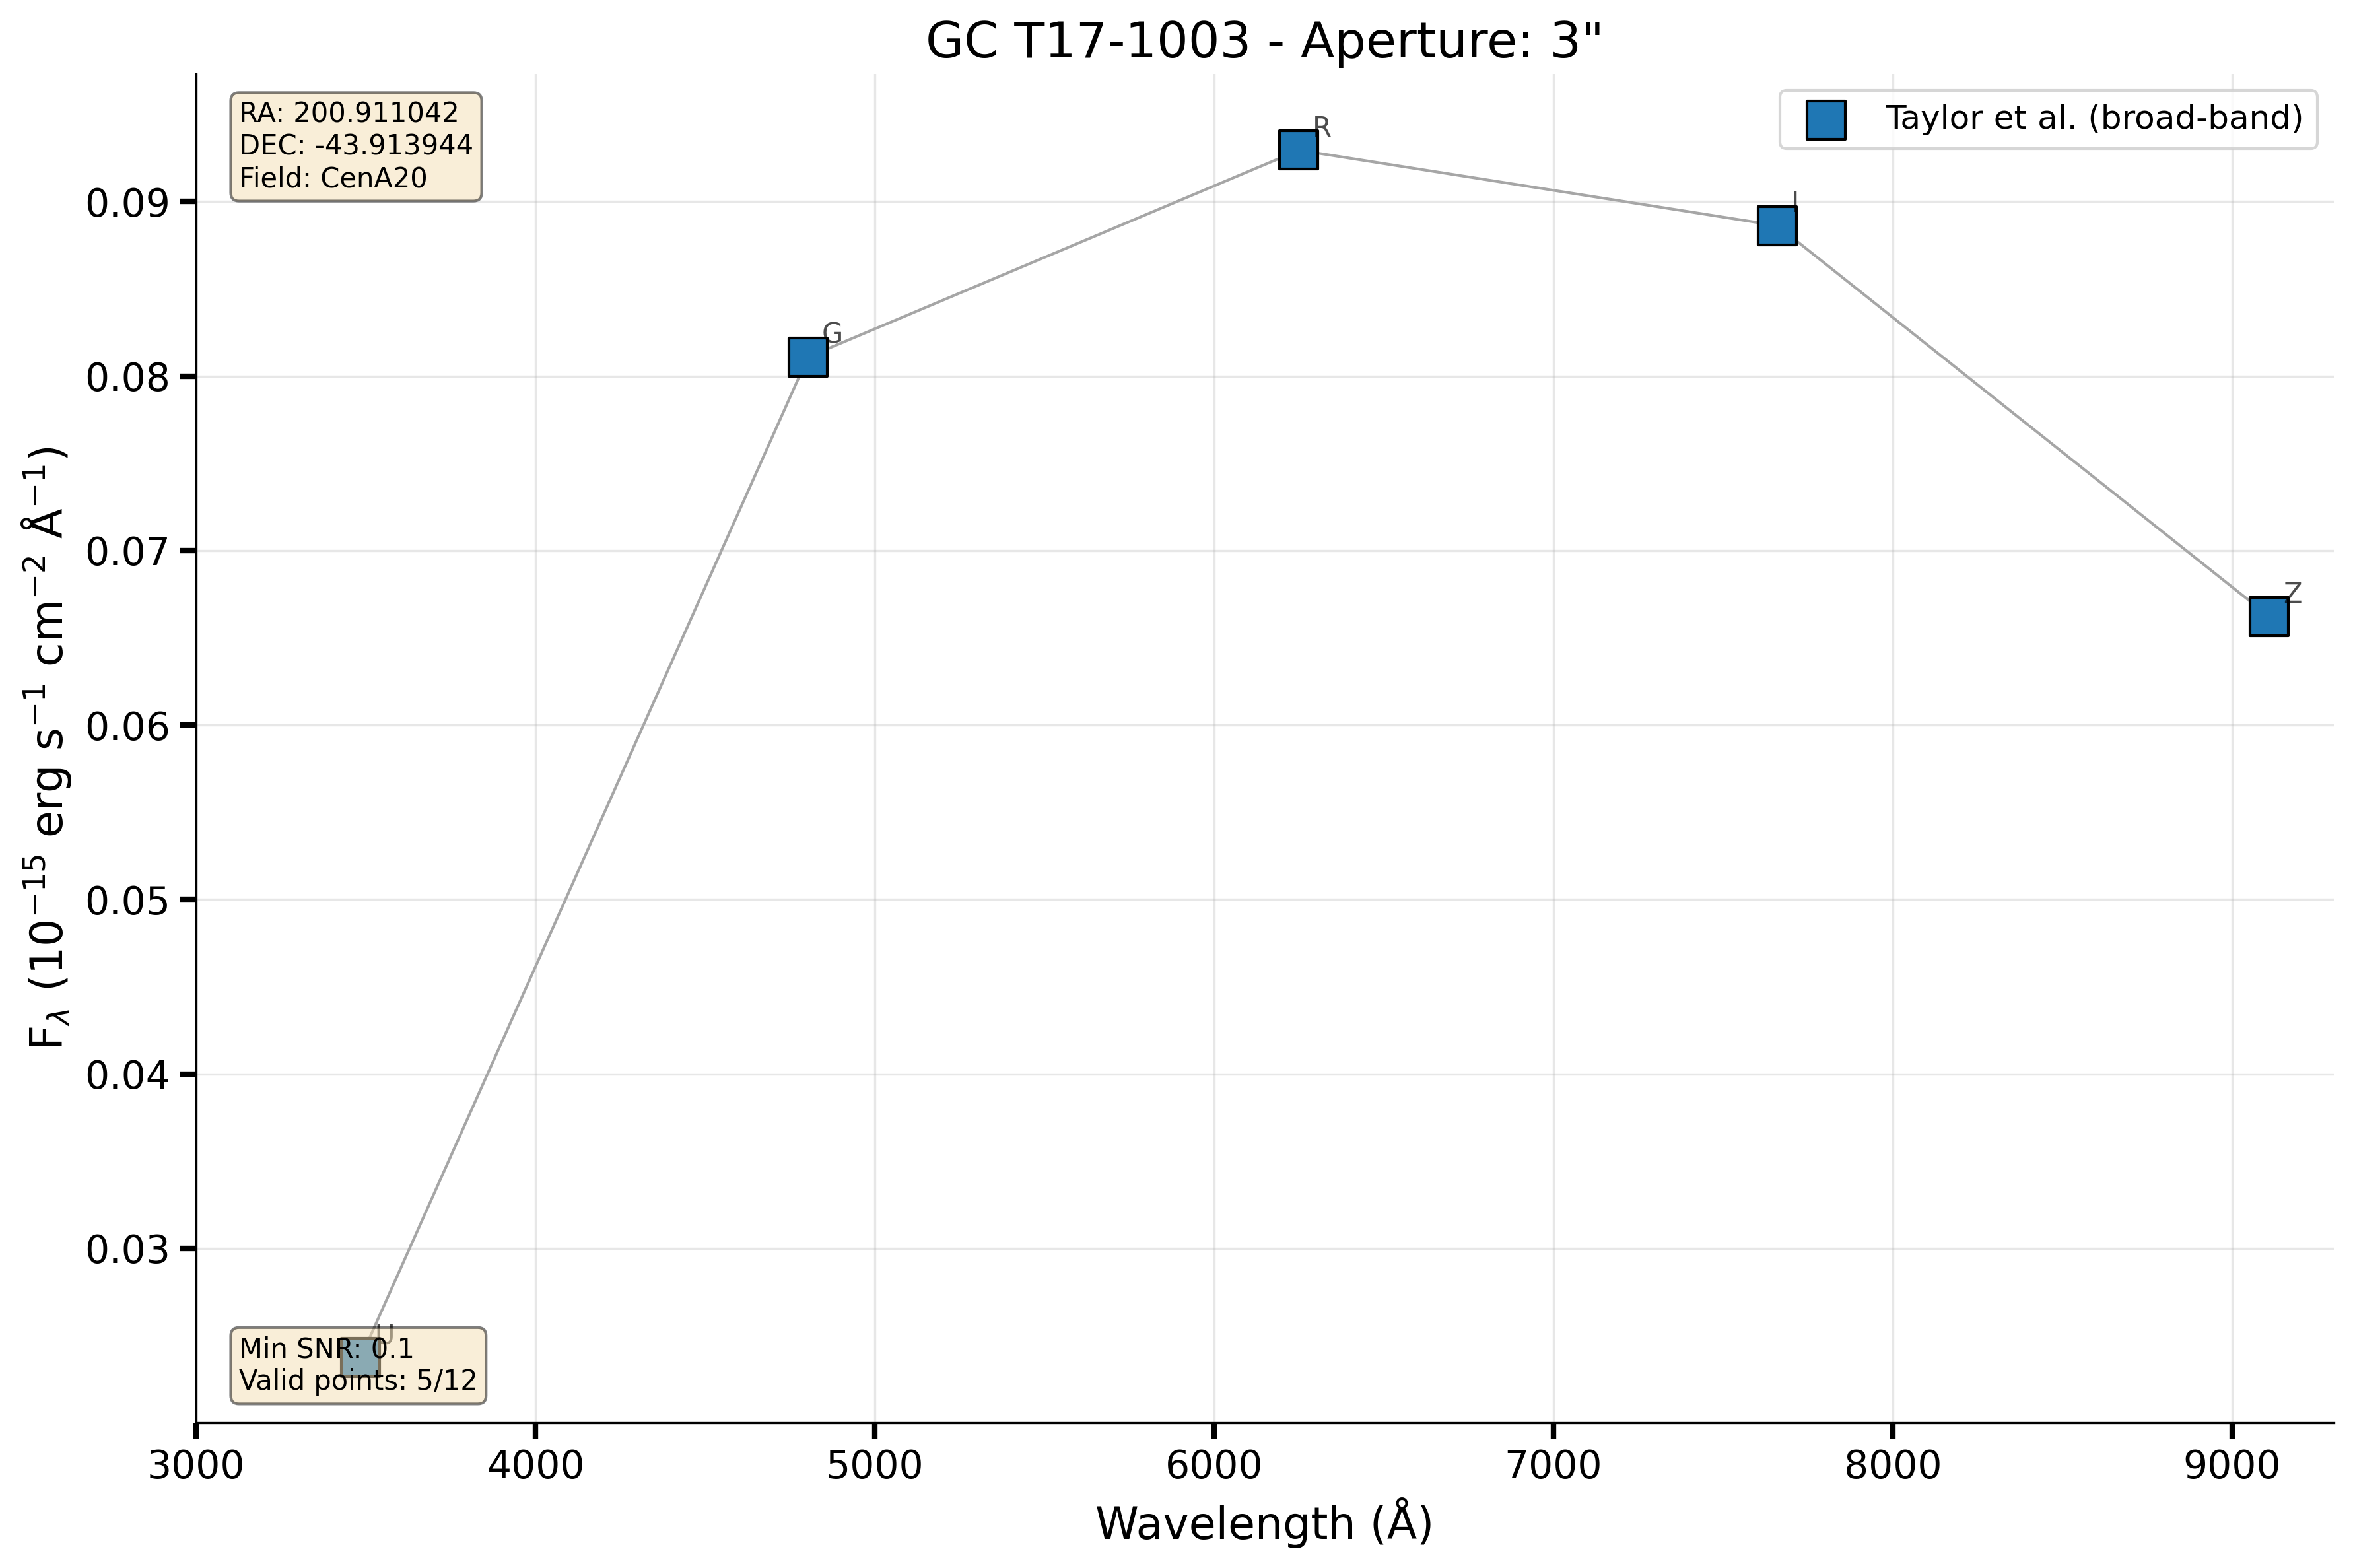 GC T17-1003 - Aperture: 3"
RA: 200.911042
DEC: -43.913944
Field: CenA20
Taylor et al. (broad-band)
R
I
G
Z
U
Min SNR: 0.1
Valid points: 5/12
0.09
0.08
0.07
0.06
0.05
0.04
0.03
F_λ (10⁻¹⁵ erg s⁻¹ cm⁻² Å⁻¹)
3000 4000 5000 6000 7000 8000 9000
Wavelength (Å)